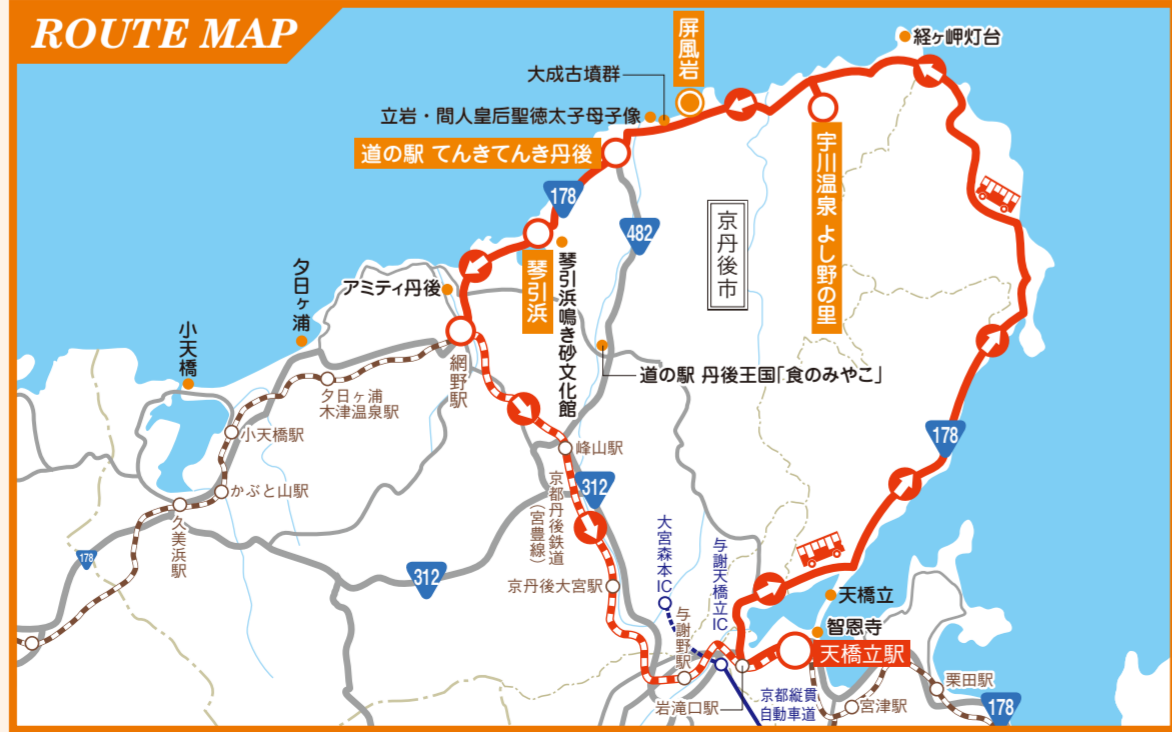 ROUTE MAP
経ヶ岬灯台
屏風岩
大成古墳群
立岩・間人皇后聖徳太子母子像
道の駅 てんきてんき丹後
宇川温泉 よし野の里
178
482
京丹後市
琴引浜
琴引浜鳴き砂文化館
アミティ丹後
夕日ヶ浦
小天橋
網野駅
道の駅 丹後王国「食のみやこ」
夕日ヶ浦
木津温泉駅
小天橋駅
かぶと山駅
久美浜駅
178
312
峰山駅
312
京都丹後鉄道
（宮豊線）
京丹後大宮駅
大宮森本IC
与謝天橋立IC
与謝野駅
178
天橋立
智恩寺
天橋立駅
岩滝口駅
京都縦貫
自動車道
宮津駅
栗田駅
178